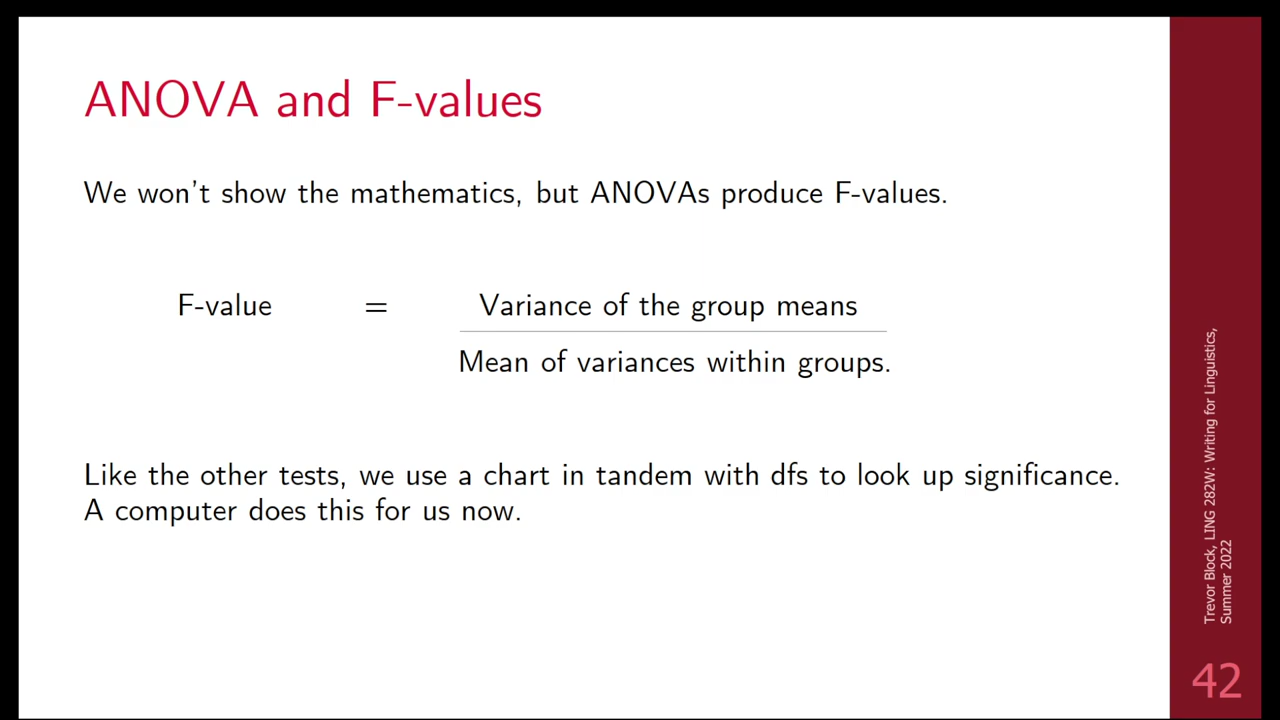 ANOVA and F-values
We won't show the mathematics, but ANOVAs produce F-values.
F-value = Variance of the group means
Mean of variances within groups.
Like the other tests, we use a chart in tandem with dfs to look up significance.
A computer does this for us now.
Trevor Block, LING 282W: Writing for Linguistics,
Summer 2022
42